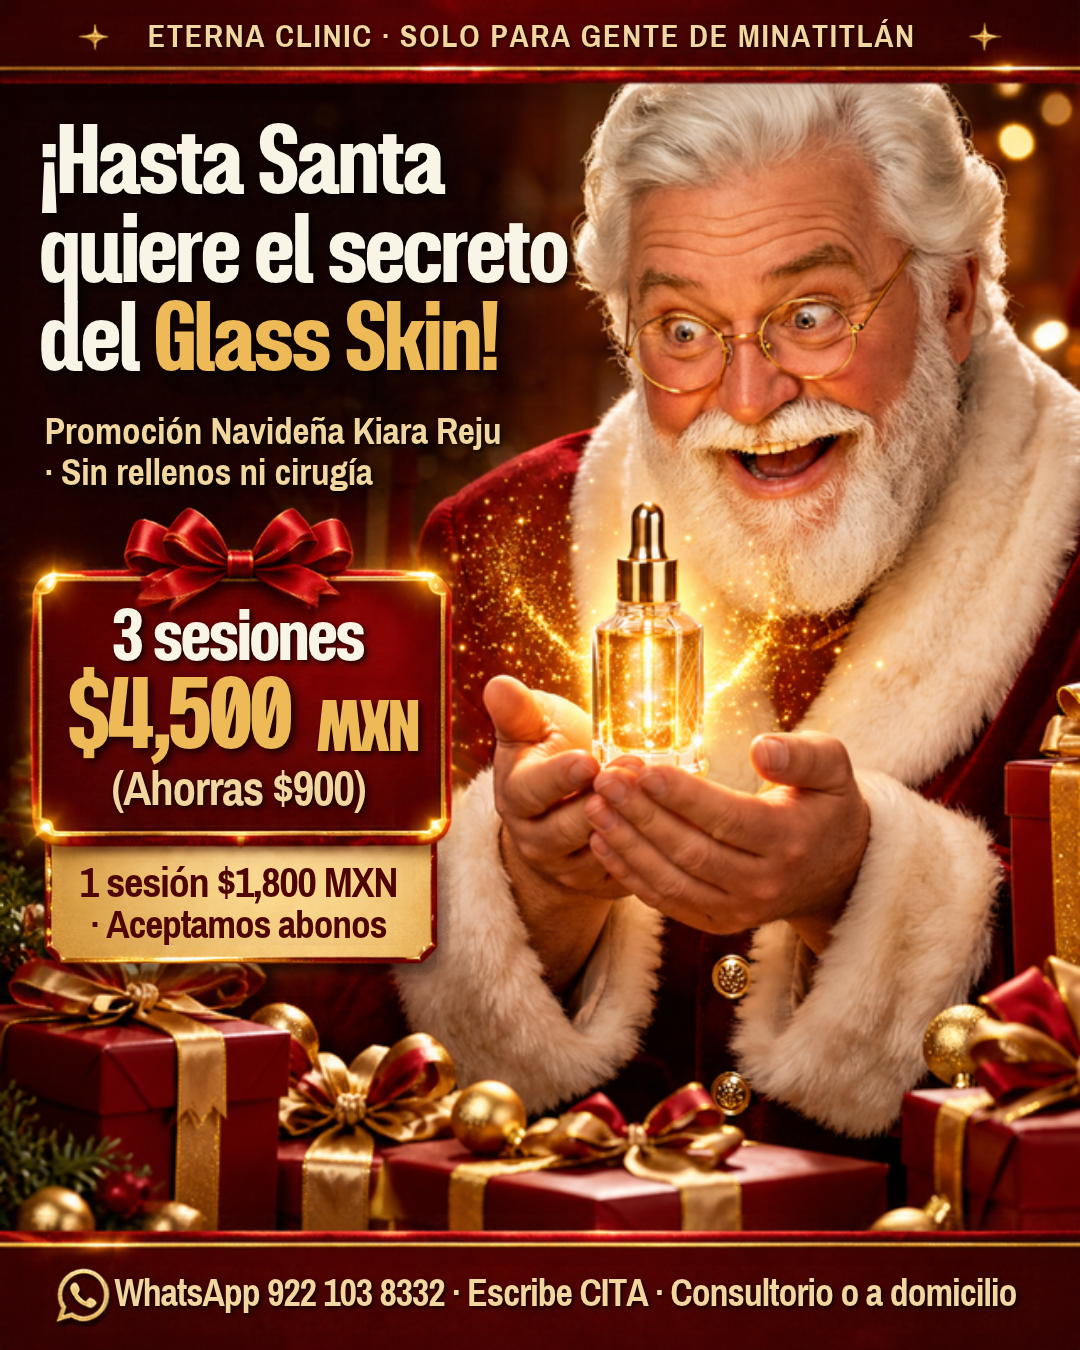 ETERNA CLINIC · SOLO PARA GENTE DE MINATITLÁN
¡Hasta Santa
quiere el secreto
del Glass Skin!
Promoción Navideña Kiara Reju
· Sin rellenos ni cirugía
3 sesiones
$4,500 MXN
(Ahorras $900)
1 sesión $1,800 MXN
· Aceptamos abonos
WhatsApp 922 103 8332 · Escribe CITA · Consultorio o a domicilio